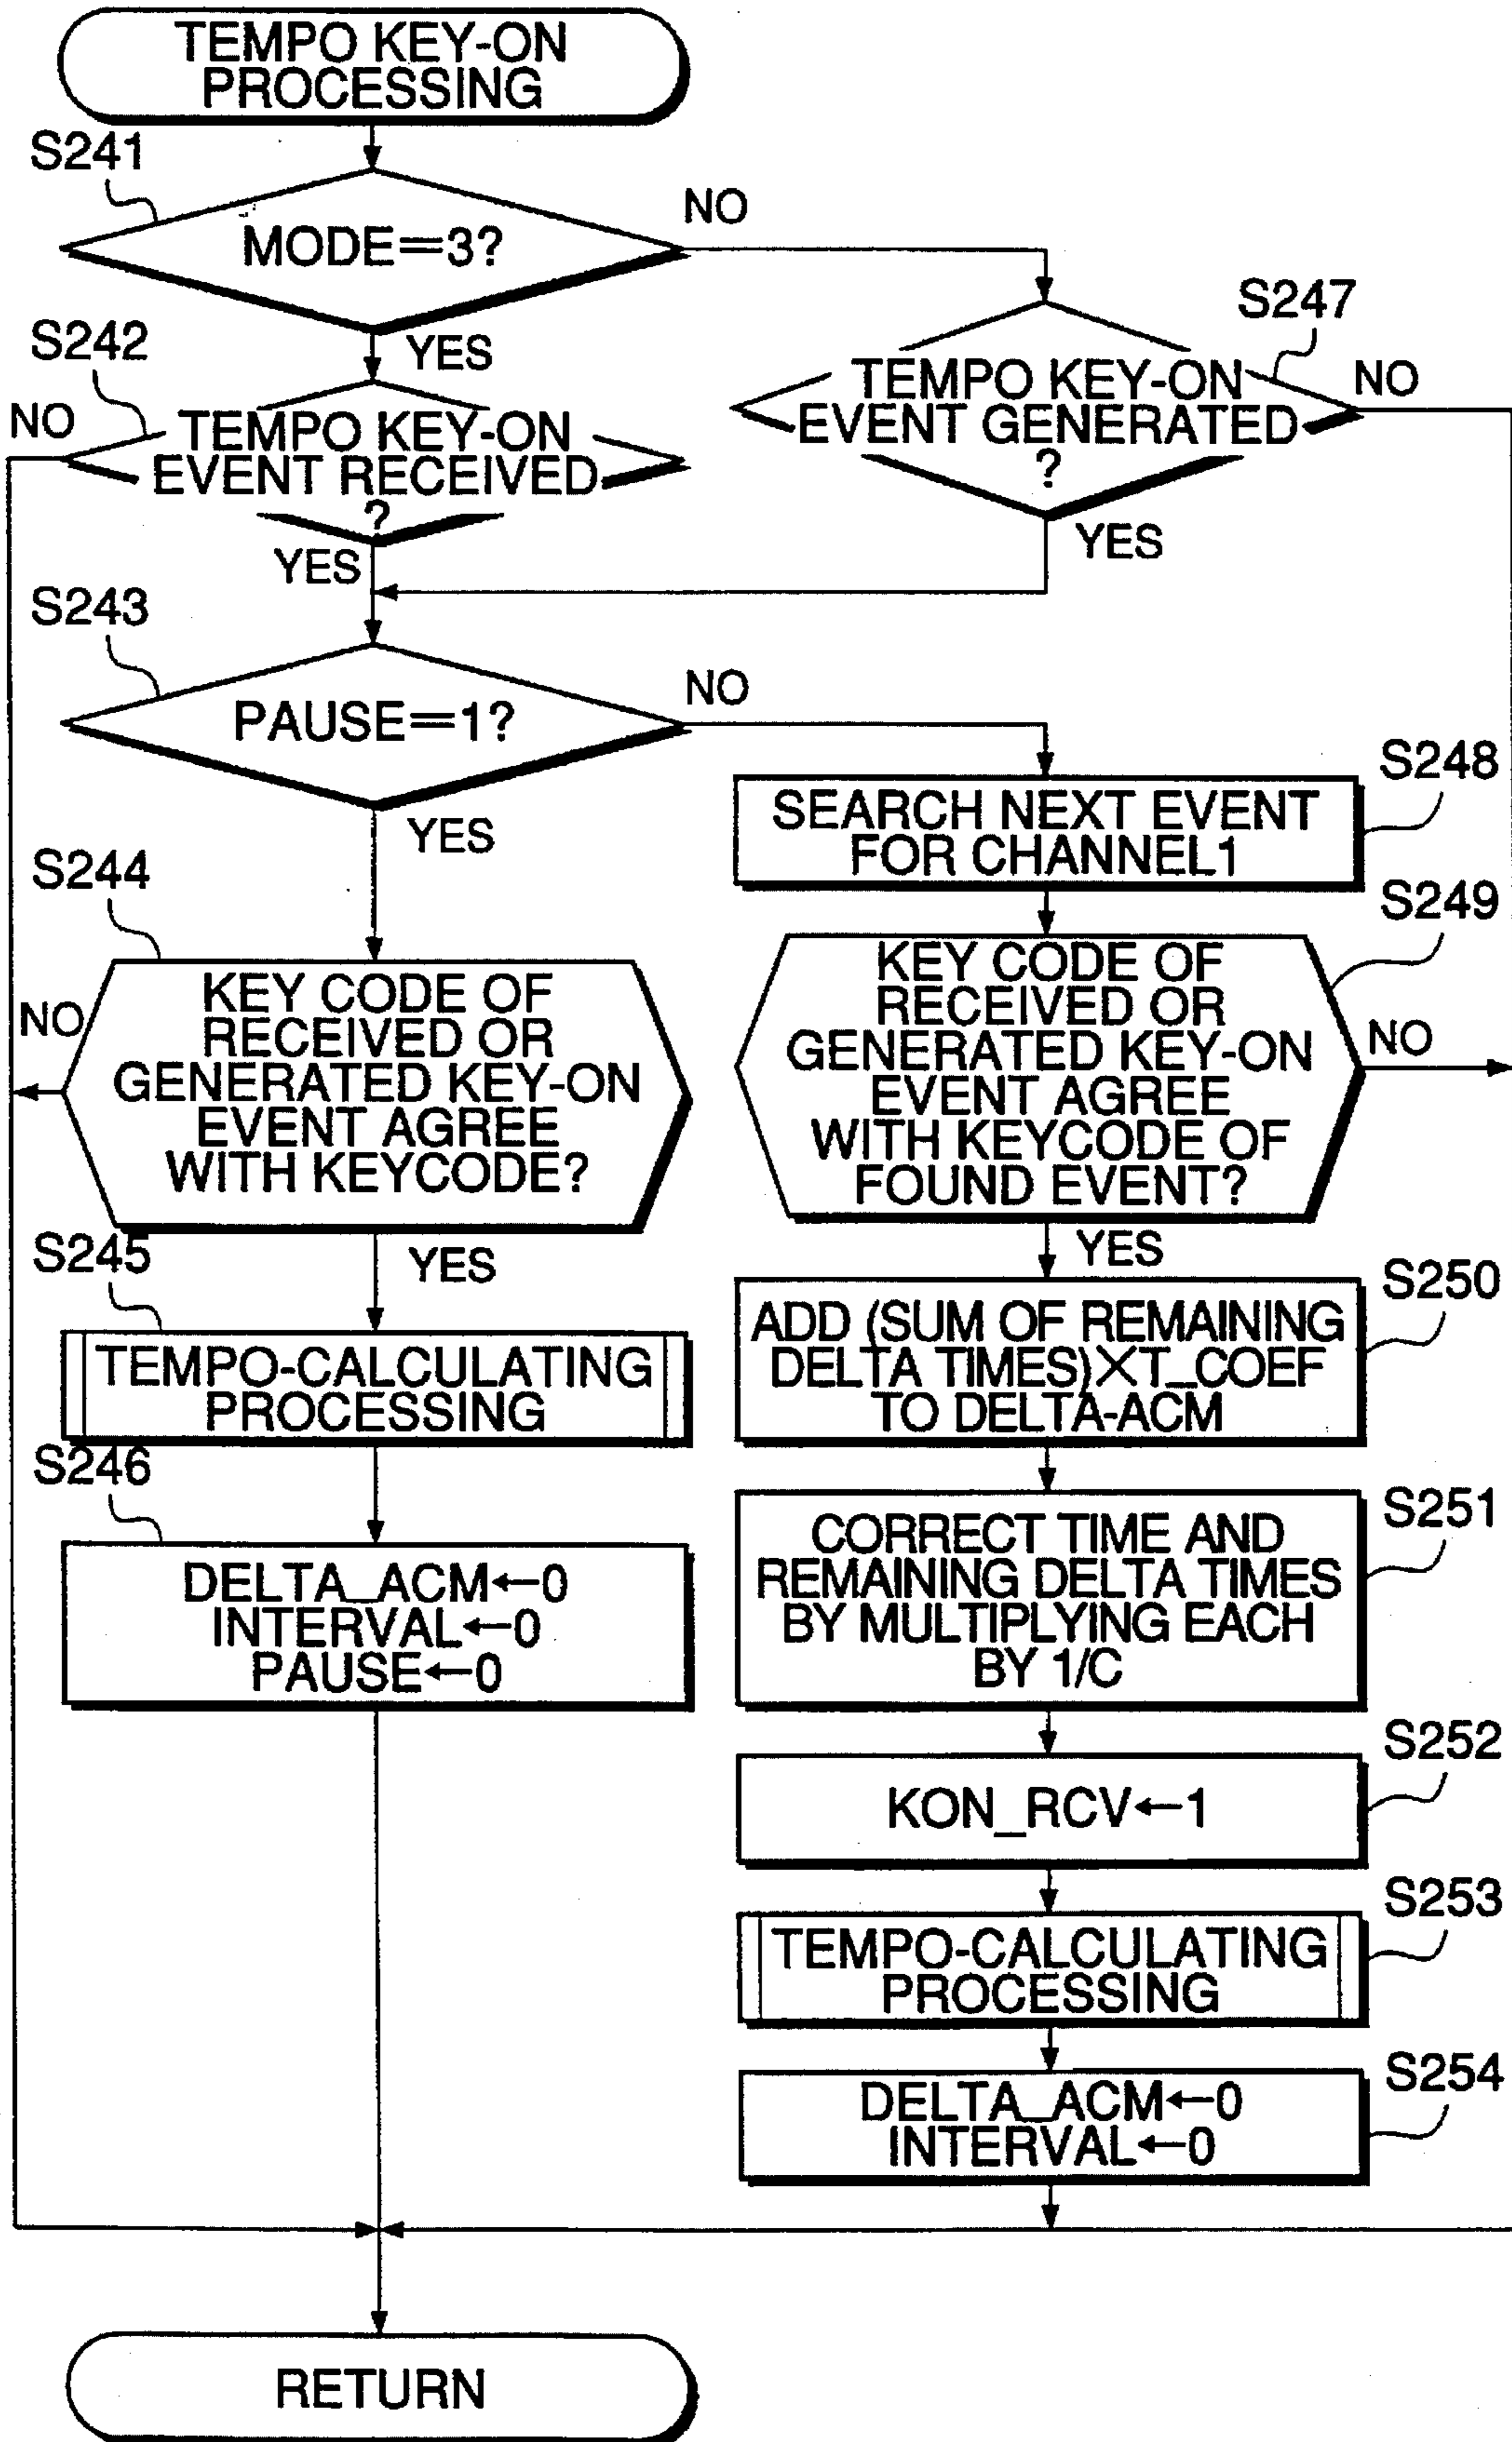 TEMPO KEY-ON
PROCESSING
S241
MODE=3?
NO
YES
S242
NO
TEMPO KEY-ON
EVENT RECEIVED
?
YES
S247
TEMPO KEY-ON
EVENT GENERATED
?
NO
YES
S243
PAUSE=1?
NO
YES
S244
NO
KEY CODE OF
RECEIVED OR
GENERATED KEY-ON
EVENT AGREE
WITH KEYCODE?
YES
S245
TEMPO-CALCULATING
PROCESSING
S246
DELTA_ACM←0
INTERVAL←0
PAUSE←0
S248
SEARCH NEXT EVENT
FOR CHANNEL1
S249
KEY CODE OF
RECEIVED OR
GENERATED KEY-ON
EVENT AGREE
WITH KEYCODE OF
FOUND EVENT?
NO
YES
S250
ADD (SUM OF REMAINING
DELTA TIMES)×T_COEF
TO DELTA-ACM
S251
CORRECT TIME AND
REMAINING DELTA TIMES
BY MULTIPLYING EACH
BY 1/C
S252
KON_RCV←1
S253
TEMPO-CALCULATING
PROCESSING
S254
DELTA_ACM←0
INTERVAL←0
RETURN